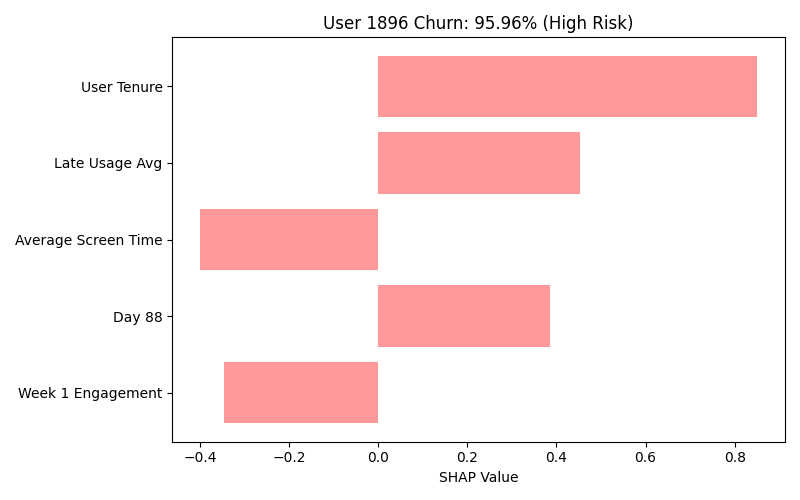 User 1896 Churn: 95.96% (High Risk)
User Tenure
Late Usage Avg
Average Screen Time
Day 88
Week 1 Engagement
−0.4 −0.2 0.0 0.2 0.4 0.6 0.8
SHAP Value